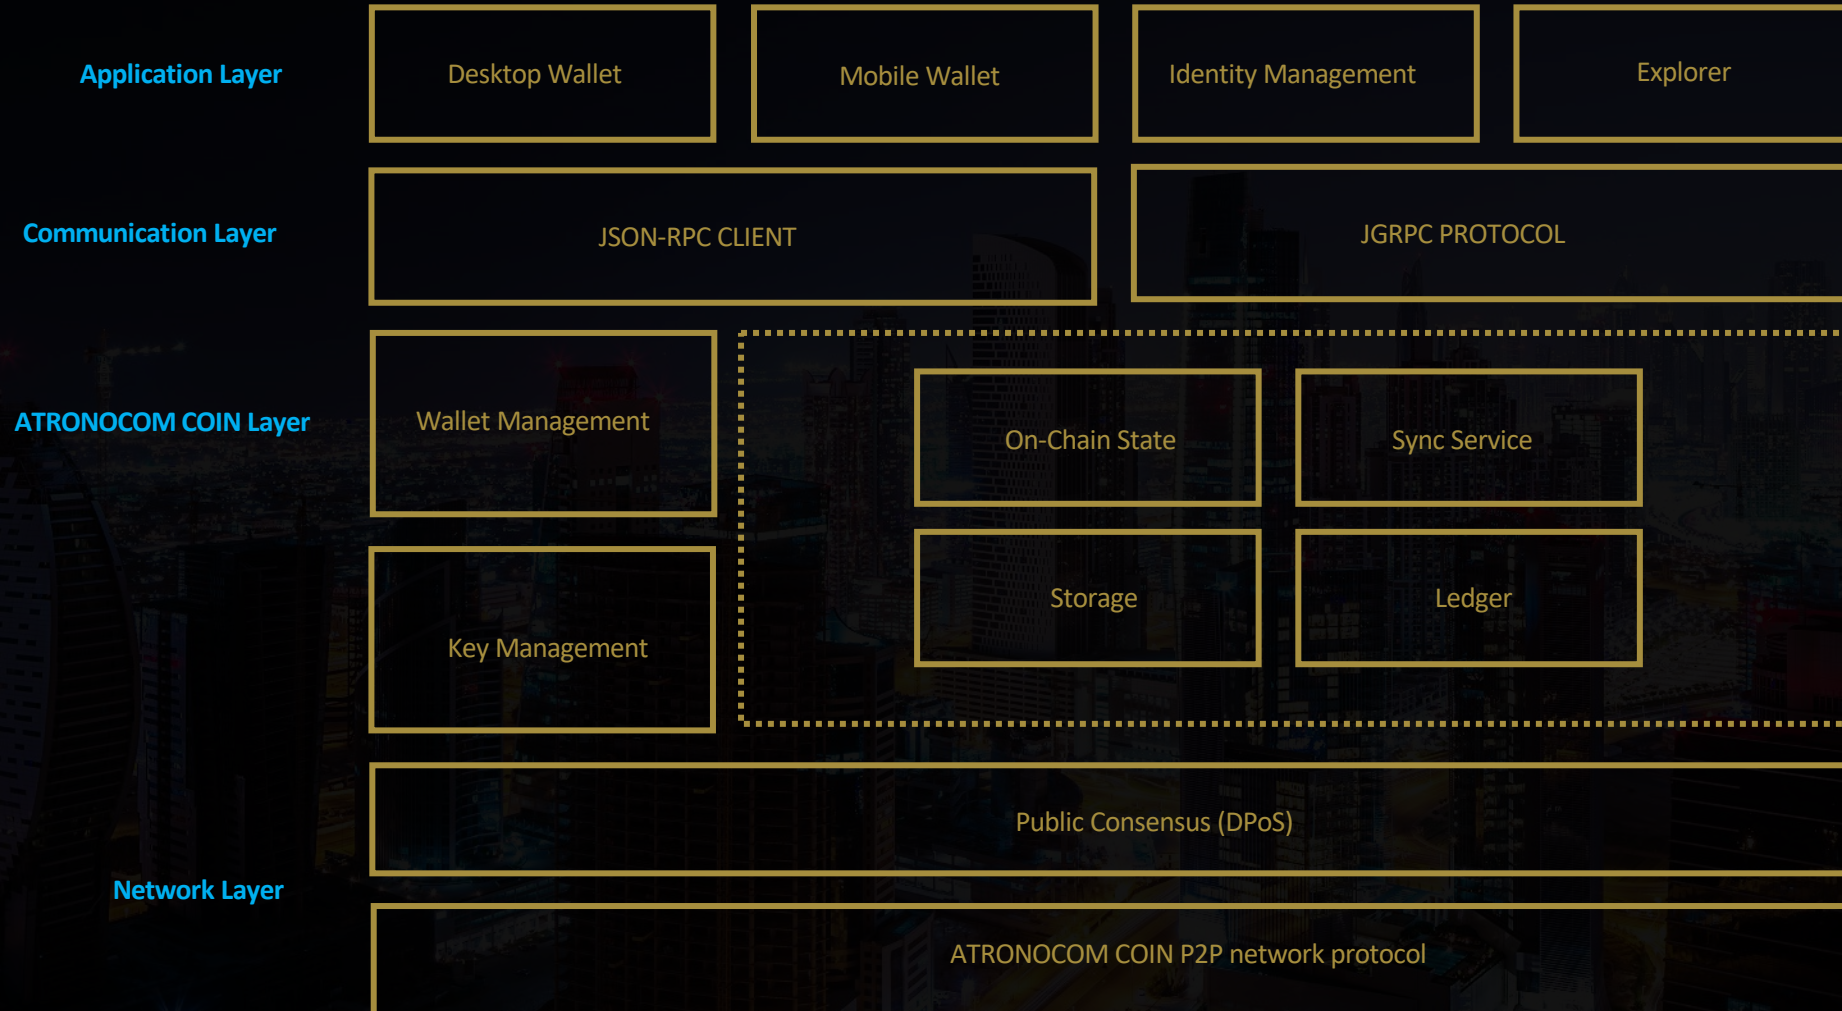 Application Layer
Desktop Wallet
Mobile Wallet
Identity Management
Explorer
Communication Layer
JSON-RPC CLIENT
JGRPC PROTOCOL
ATRONOCOM COIN Layer
Wallet Management
On-Chain State
Sync Service
Key Management
Storage
Ledger
Network Layer
Public Consensus (DPoS)
ATRONOCOM COIN P2P network protocol